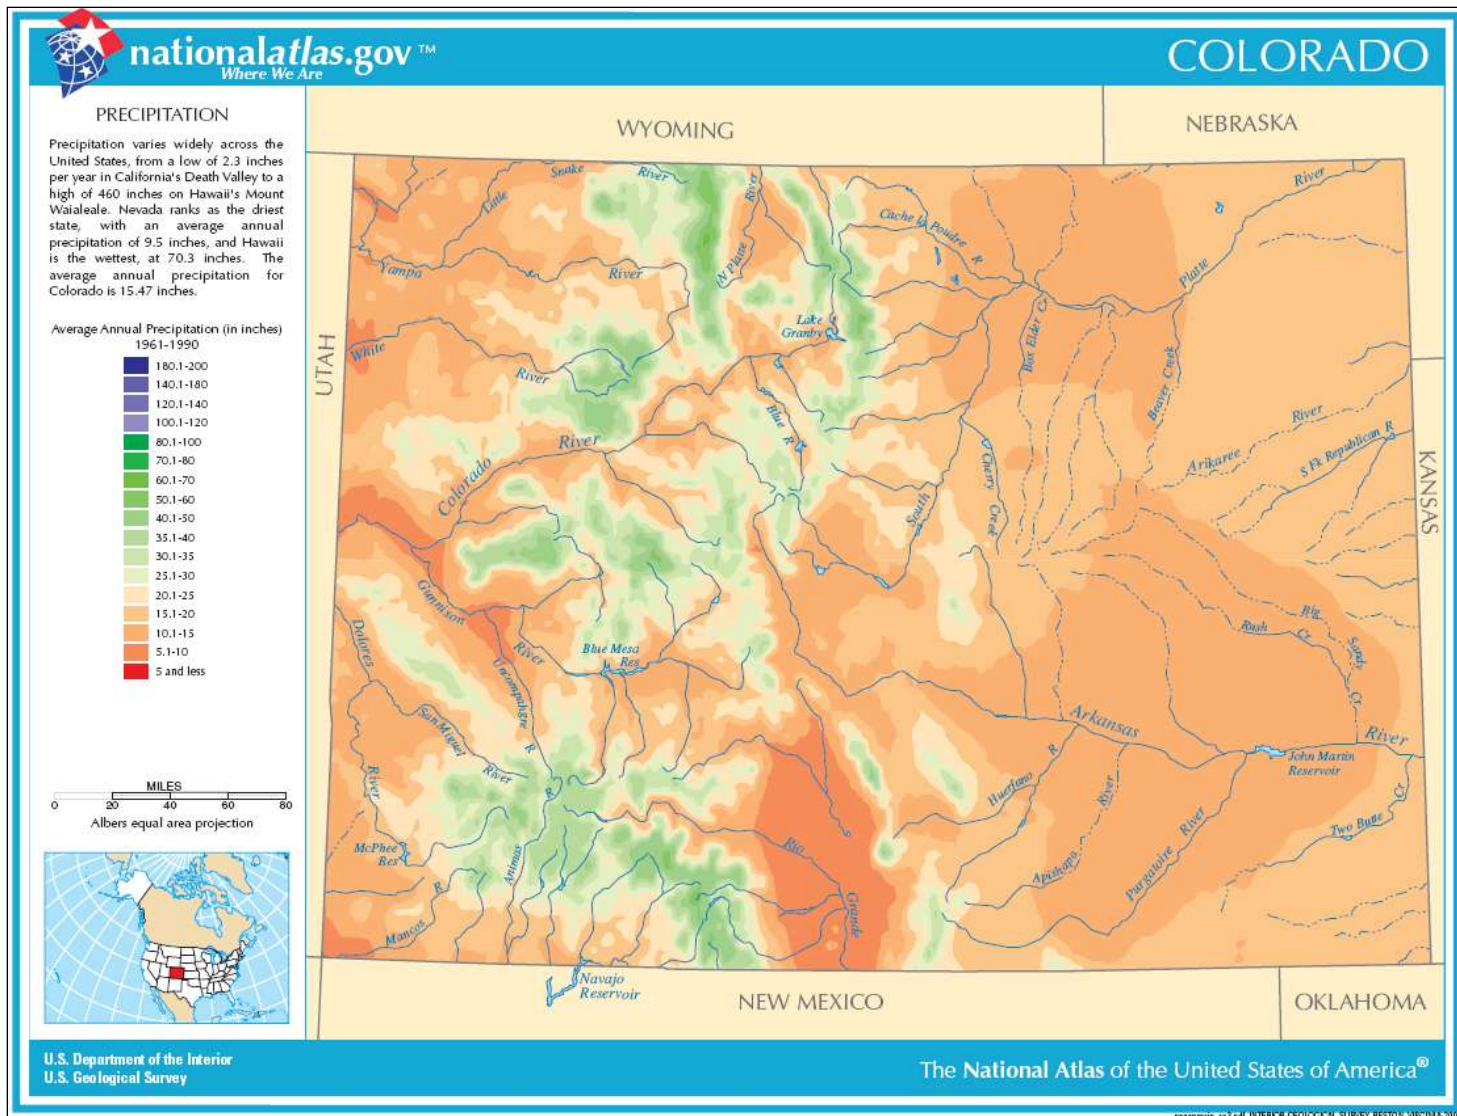 nationalatlas.gov ™
Where We Are
COLORADO
PRECIPITATION
Precipitation varies widely across the
United States, from a low of 2.3 inches
per year in California's Death Valley to a
high of 460 inches on Hawaii's Mount
Waialeale. Nevada ranks as the driest
state, with an average annual
precipitation of 9.5 inches, and Hawaii
is the wettest, at 70.3 inches. The
average annual precipitation for
Colorado is 15.47 inches.
Average Annual Precipitation (in inches)
1961-1990
180.1-200
140.1-180
120.1-140
100.1-120
80.1-100
70.1-80
60.1-70
50.1-60
40.1-50
35.1-40
30.1-35
25.1-30
20.1-25
15.1-20
10.1-15
5.1-10
5 and less
MILES
0 20 40 60 80
Albers equal area projection
WYOMING
NEBRASKA
UTAH
KANSAS
NEW MEXICO
OKLAHOMA
Little Snake River
N Platte River
Cache la Poudre R
River
Platte
South
Yampa River
White River
Lake
Granby
Box Elder Cr
Beaver Creek
Blue R
Colorado River
Cherry Creek
Arikaree River
S Fk Republican R
Gunnison River
Dolores River
Uncompahgre R
Blue Mesa
Res
San Miguel River
Big Sandy Cr
Rush Cr
Arkansas River
John Martin
Reservoir
Huerfano R
Apishapa River
Purgatoire River
Two Butte Cr
McPhee
Res
Mancos R
Animas R
Rio Grande
Navajo
Reservoir
U.S. Department of the Interior
U.S. Geological Survey
The National Atlas of the United States of America®